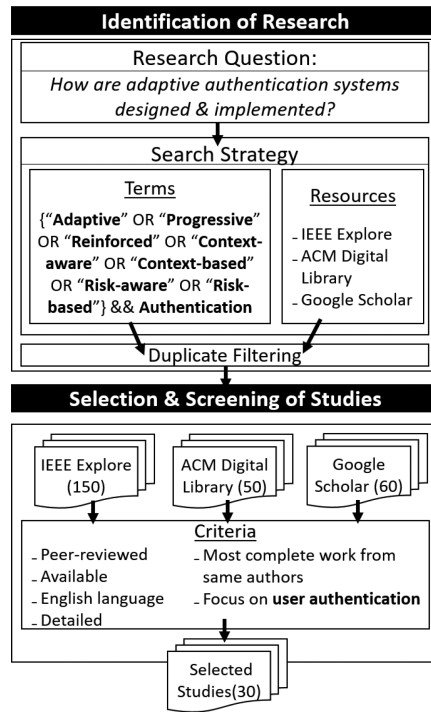 Identification of Research
Research Question:
How are adaptive authentication systems
designed & implemented?
Search Strategy
Terms
{“Adaptive” OR “Progressive”
OR “Reinforced” OR “Context-
aware” OR “Context-based”
OR “Risk-aware” OR “Risk-
based”} && Authentication
Resources
- IEEE Explore
- ACM Digital
Library
- Google Scholar
Duplicate Filtering
Selection & Screening of Studies
IEEE Explore
(150)
ACM Digital
Library (50)
Google
Scholar (60)
Criteria
- Peer-reviewed
- Available
- English language
- Detailed
- Most complete work from
same authors
- Focus on user authentication
Selected
Studies(30)